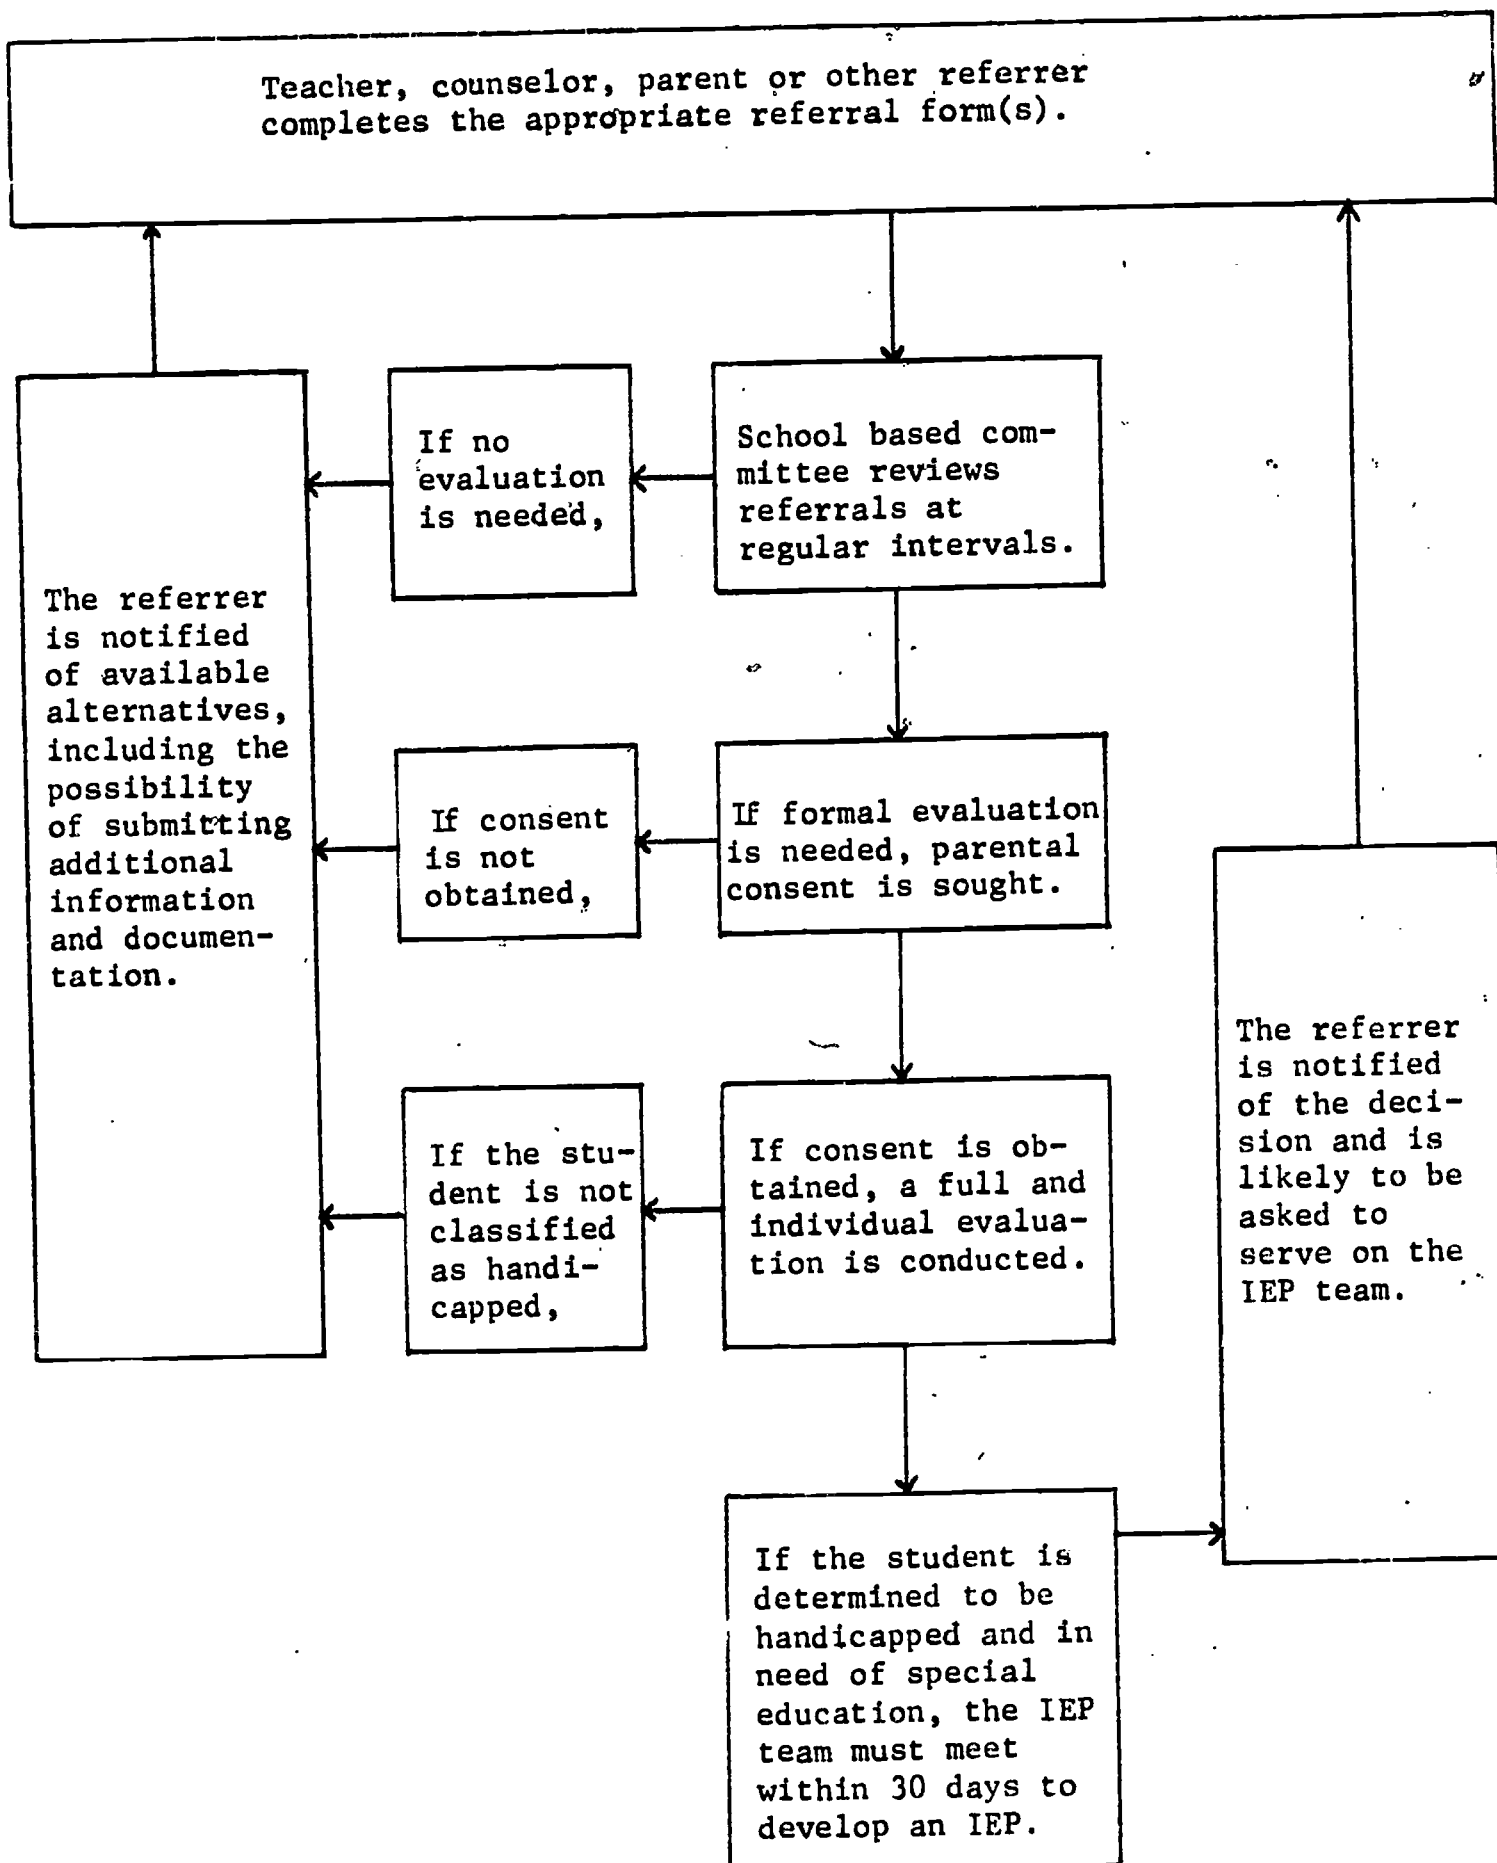 Teacher, counselor, parent or other referrer
completes the appropriate referral form(s).
School based com-
mittee reviews
referrals at
regular intervals.
If no
evaluation
is needed,
The referrer
is notified
of available
alternatives,
including the
possibility
of submitting
additional
information
and documen-
tation.
If formal evaluation
is needed, parental
consent is sought.
If consent
is not
obtained,
If consent is ob-
tained, a full and
individual evalua-
tion is conducted.
If the stu-
dent is not
classified
as handi-
capped,
If the student is
determined to be
handicapped and in
need of special
education, the IEP
team must meet
within 30 days to
develop an IEP.
The referrer
is notified
of the deci-
sion and is
likely to be
asked to
serve on the
IEP team.